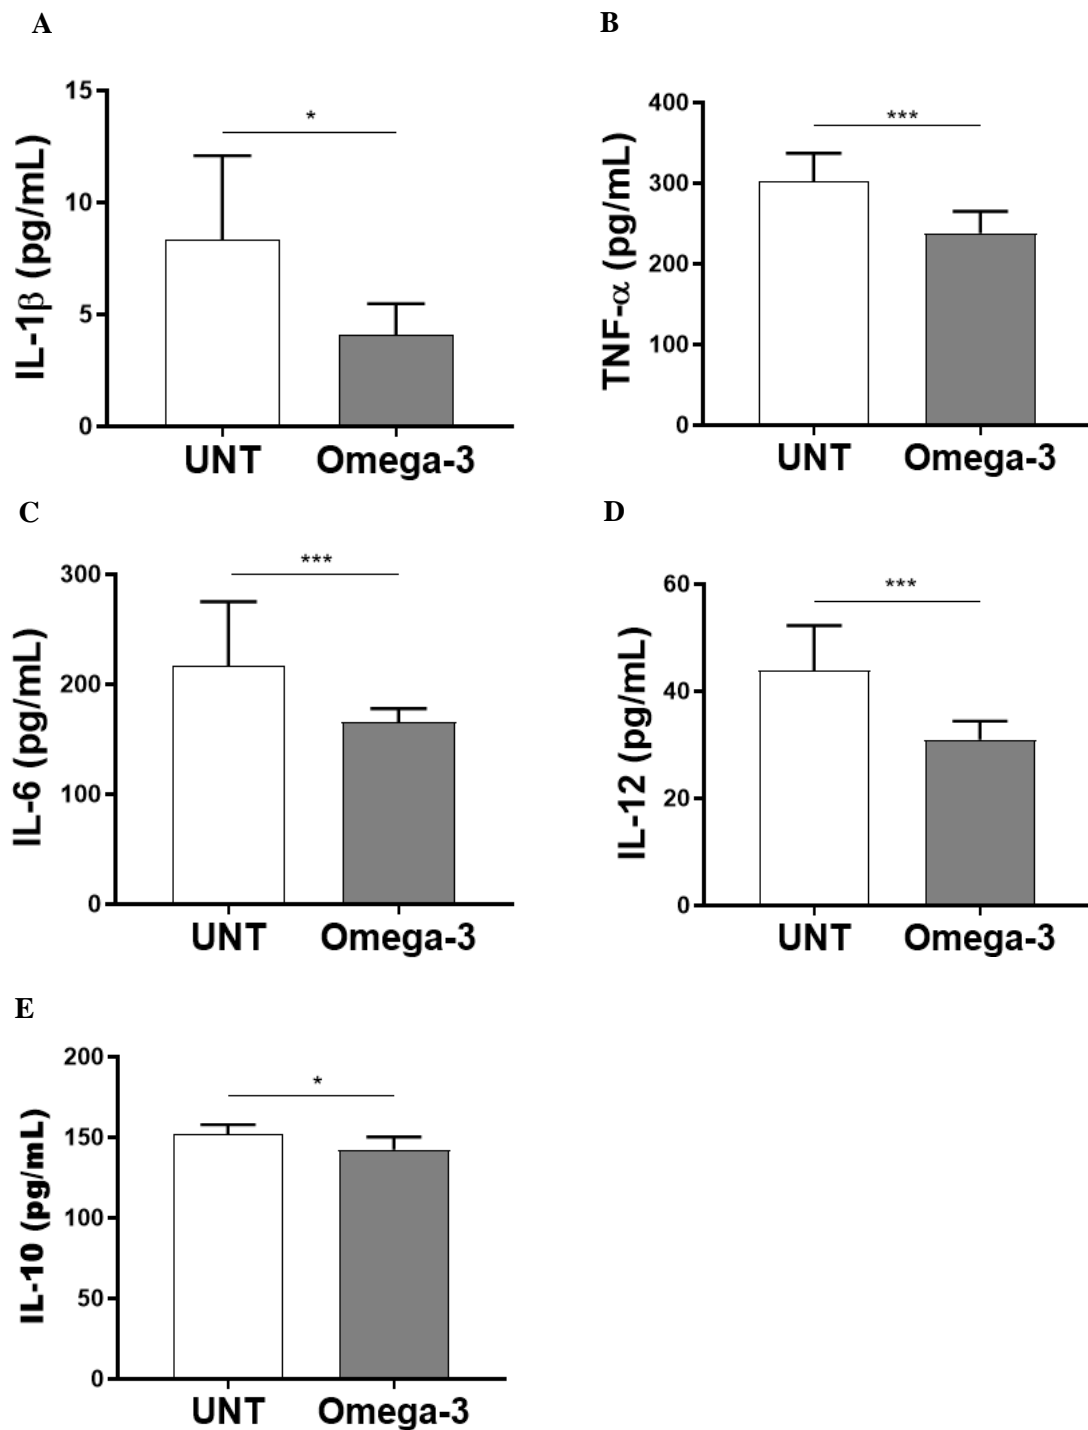 A
IL-1β (pg/mL)
15
10
5
0
*
UNT Omega-3
B
TNF-α (pg/mL)
400
300
200
100
0
***
UNT Omega-3
C
IL-6 (pg/mL)
300
200
100
0
***
UNT Omega-3
D
IL-12 (pg/mL)
60
40
20
0
***
UNT Omega-3
E
IL-10 (pg/mL)
200
150
100
50
0
*
UNT Omega-3